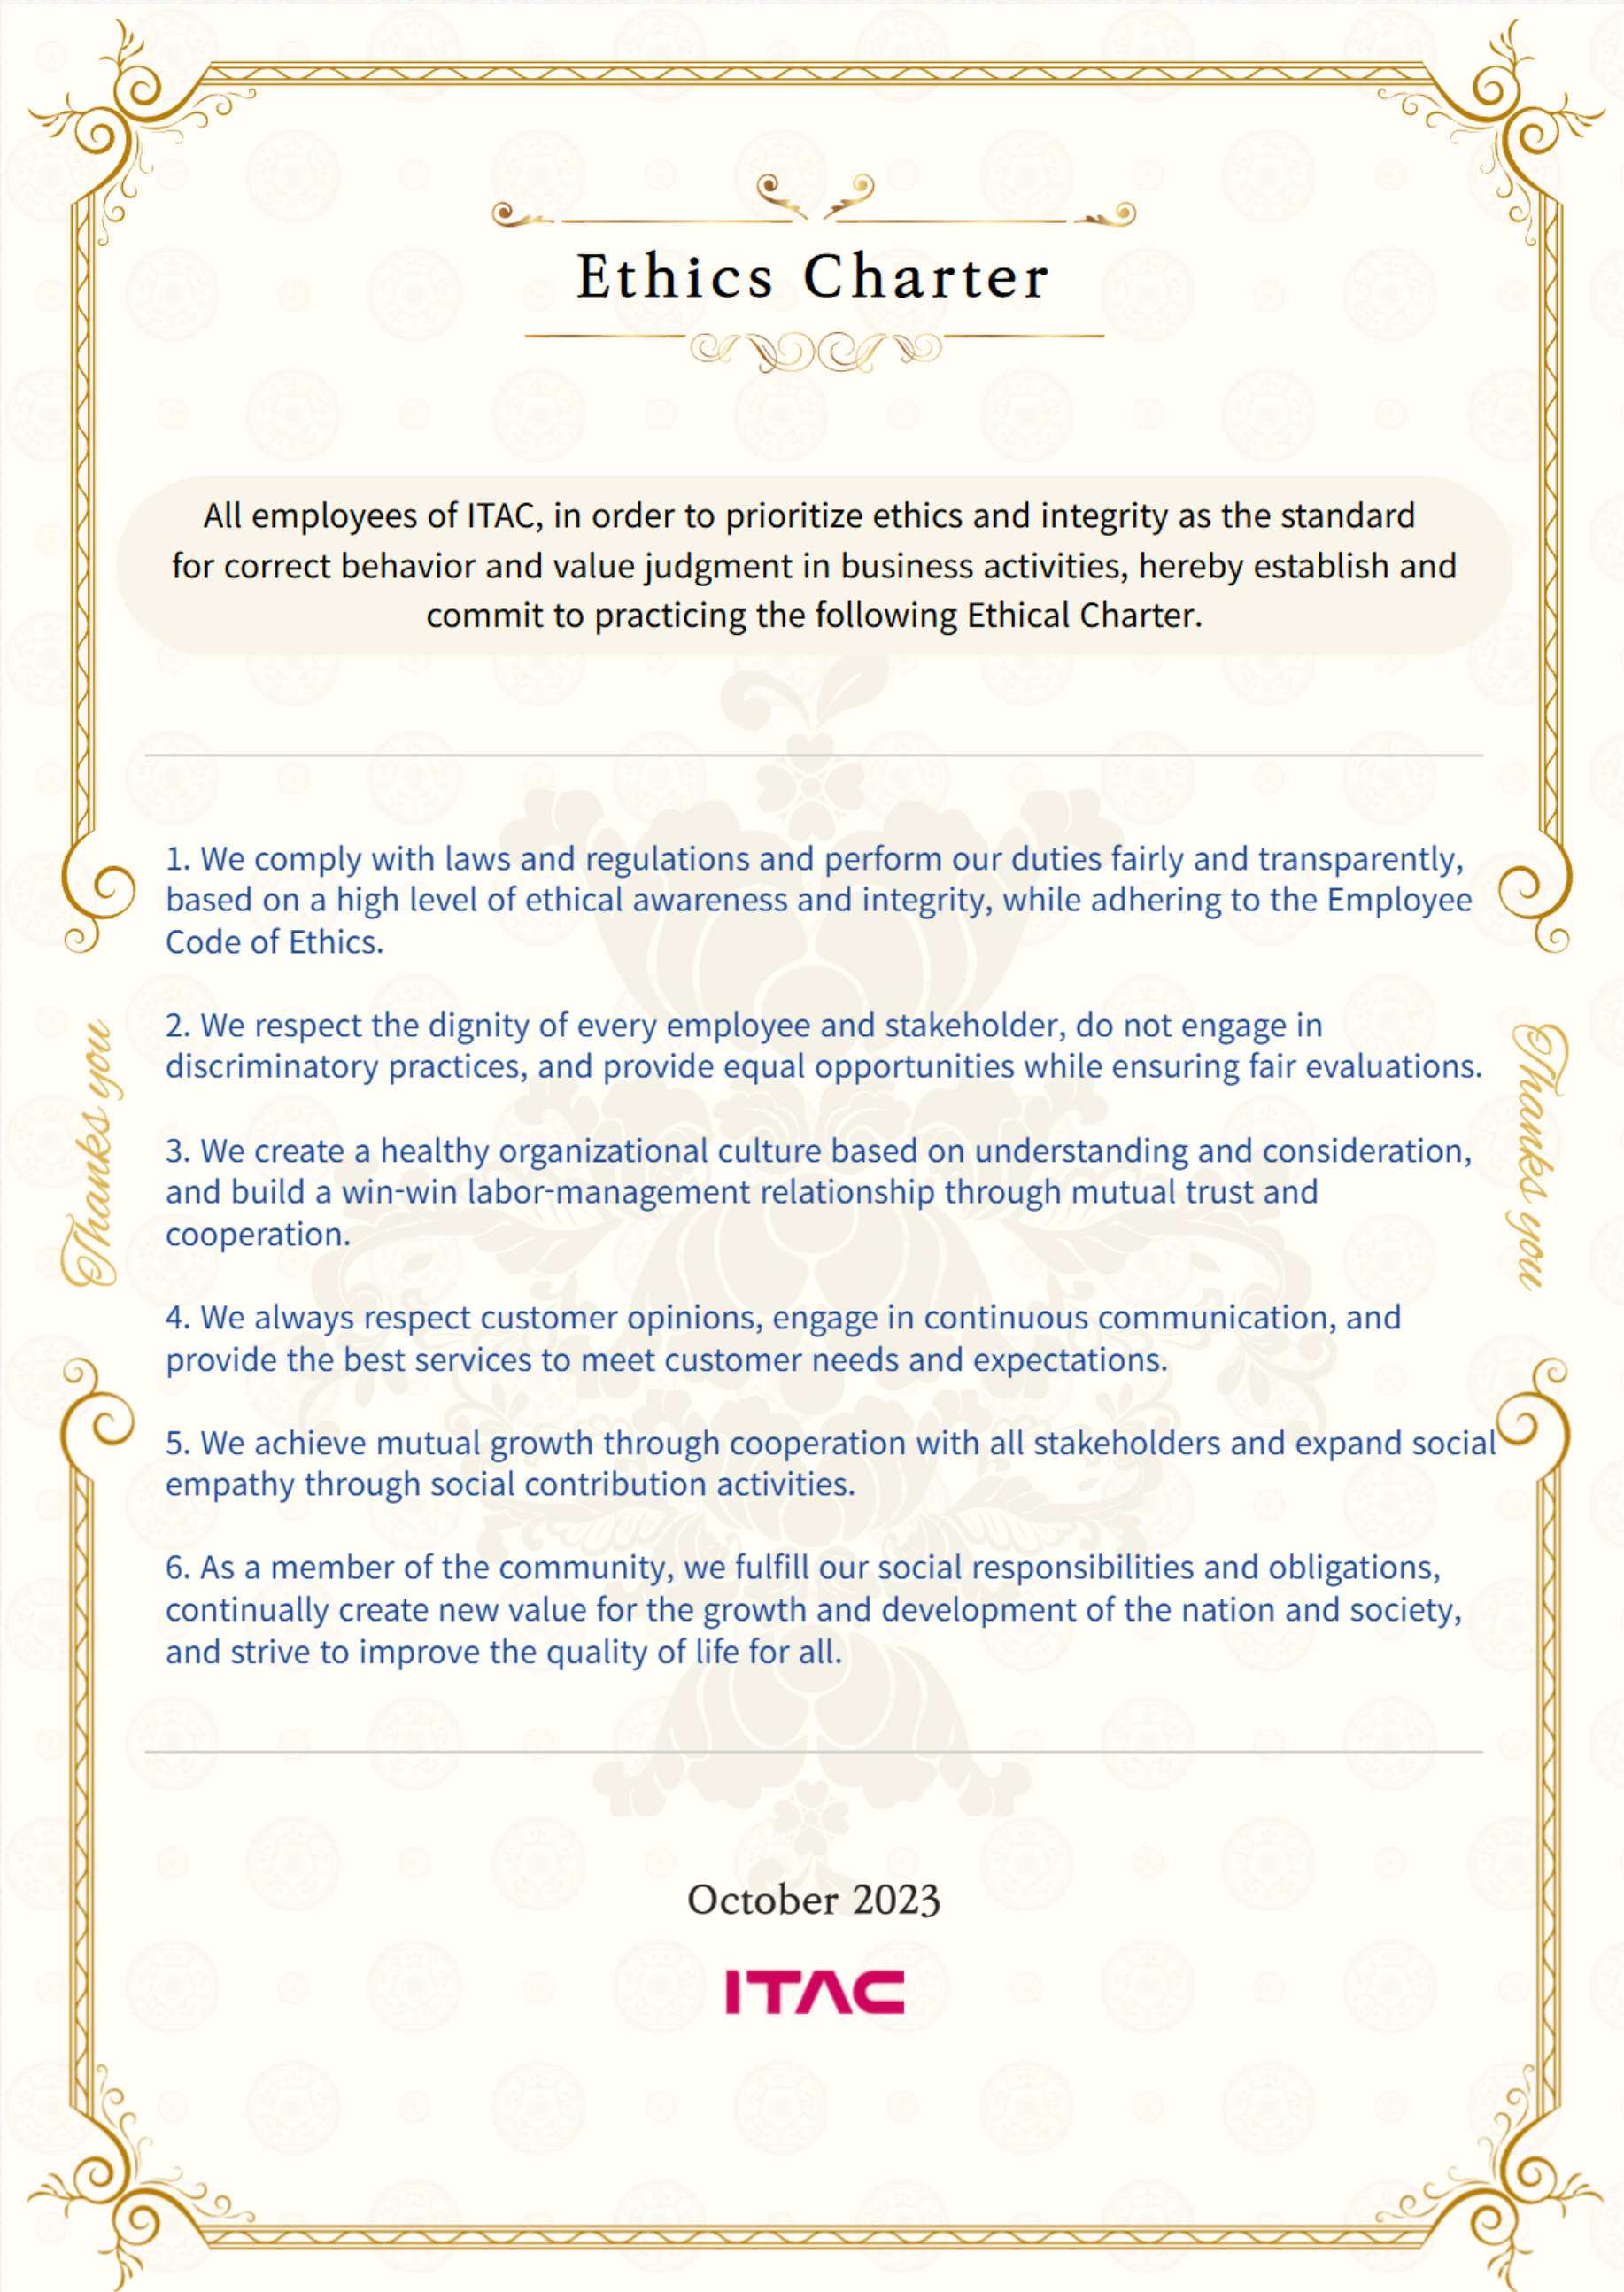 Ethics Charter
All employees of ITAC, in order to prioritize ethics and integrity as the standard
for correct behavior and value judgment in business activities, hereby establish and
commit to practicing the following Ethical Charter.
1. We comply with laws and regulations and perform our duties fairly and transparently,
based on a high level of ethical awareness and integrity, while adhering to the Employee
Code of Ethics.
2. We respect the dignity of every employee and stakeholder, do not engage in
discriminatory practices, and provide equal opportunities while ensuring fair evaluations.
3. We create a healthy organizational culture based on understanding and consideration,
and build a win-win labor-management relationship through mutual trust and
cooperation.
4. We always respect customer opinions, engage in continuous communication, and
provide the best services to meet customer needs and expectations.
5. We achieve mutual growth through cooperation with all stakeholders and expand social
empathy through social contribution activities.
6. As a member of the community, we fulfill our social responsibilities and obligations,
continually create new value for the growth and development of the nation and society,
and strive to improve the quality of life for all.
Thanks you
Thanks you
October 2023
ITAC